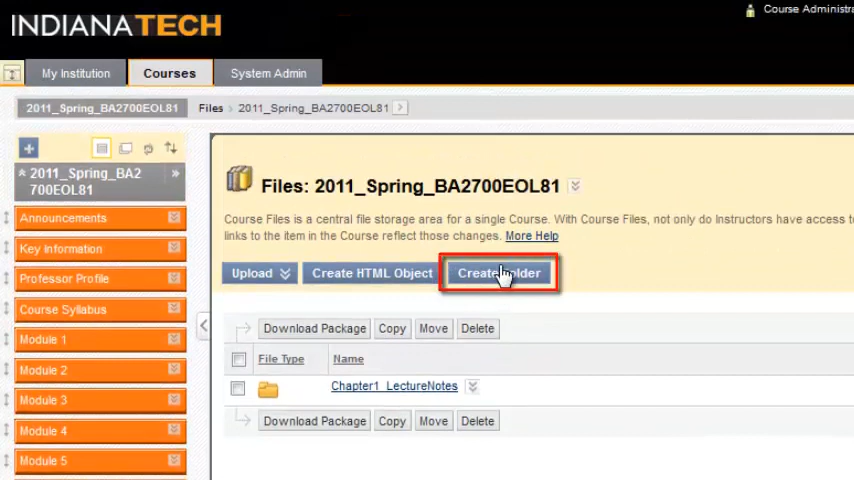 INDIANATECH
Course Administra
My Institution
Courses
System Admin
2011_Spring_BA2700EOL81
Files > 2011_Spring_BA2700EOL81
2011_Spring_BA2
700EOL81
Announcements
Key Information
Professor Profile
Course Syllabus
Module 1
Module 2
Module 3
Module 4
Module 5
Files: 2011_Spring_BA2700EOL81
Course Files is a central file storage area for a single Course. With Course Files, not only do Instructors have access to
links to the item in the Course reflect those changes. More Help
Upload
Create HTML Object
Create Folder
Download Package
Copy
Move
Delete
File Type
Name
Chapter1_LectureNotes
Download Package
Copy
Move
Delete